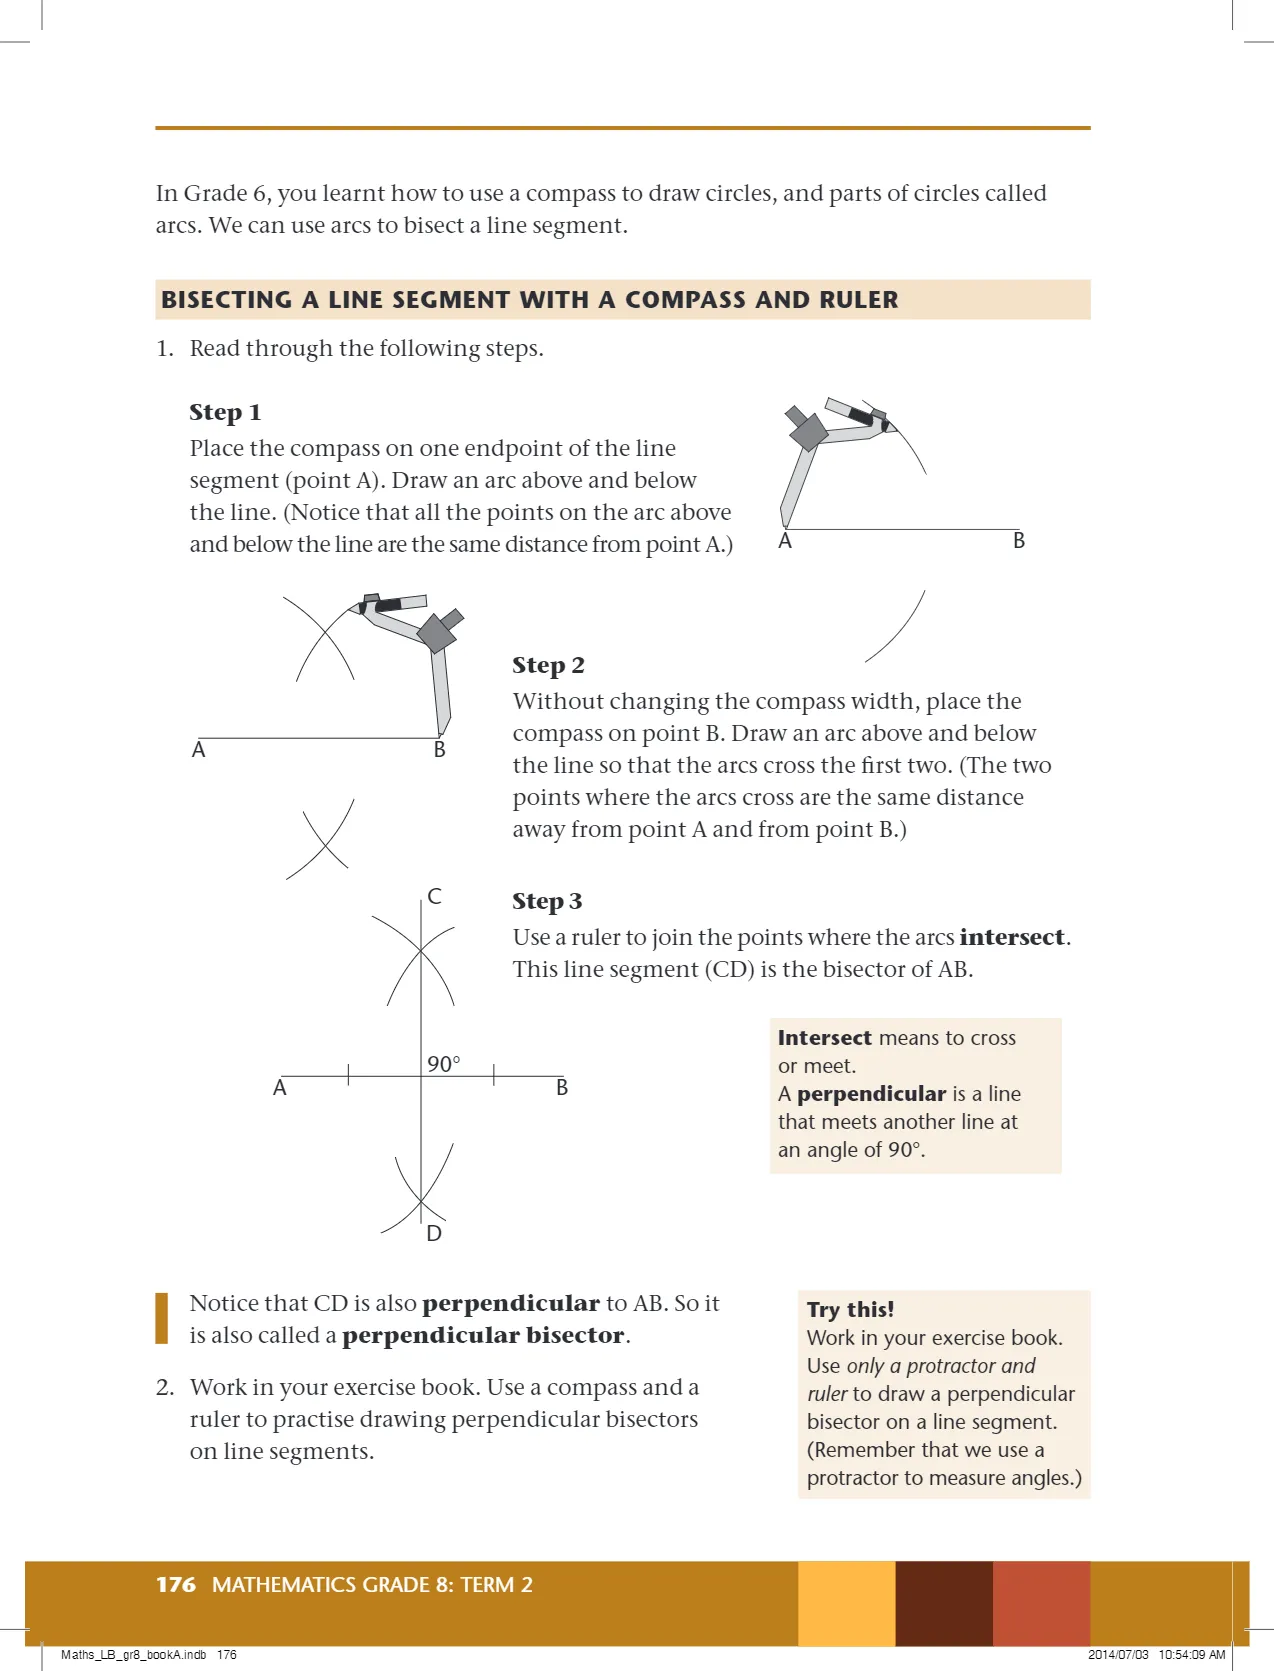 In Grade 6, you learnt how to use a compass to draw circles, and parts of circles called
arcs. We can use arcs to bisect a line segment.
BISECTING A LINE SEGMENT WITH A COMPASS AND RULER
1. Read through the following steps.
Step 1
Place the compass on one endpoint of the line
segment (point A). Draw an arc above and below
the line. (Notice that all the points on the arc above
and below the line are the same distance from point A.)
A B
A B
Step 2
Without changing the compass width, place the
compass on point B. Draw an arc above and below
the line so that the arcs cross the first two. (The two
points where the arcs cross are the same distance
away from point A and from point B.)
C
90°
A B
D
Step 3
Use a ruler to join the points where the arcs intersect.
This line segment (CD) is the bisector of AB.
Intersect means to cross
or meet.
A perpendicular is a line
that meets another line at
an angle of 90°.
Notice that CD is also perpendicular to AB. So it
is also called a perpendicular bisector.
2. Work in your exercise book. Use a compass and a
ruler to practise drawing perpendicular bisectors
on line segments.
Try this!
Work in your exercise book.
Use only a protractor and
ruler to draw a perpendicular
bisector on a line segment.
(Remember that we use a
protractor to measure angles.)
176 MATHEMATICS GRADE 8: TERM 2
Maths_LB_gr8_bookA.indb 176
2014/07/03 10:54:09 AM